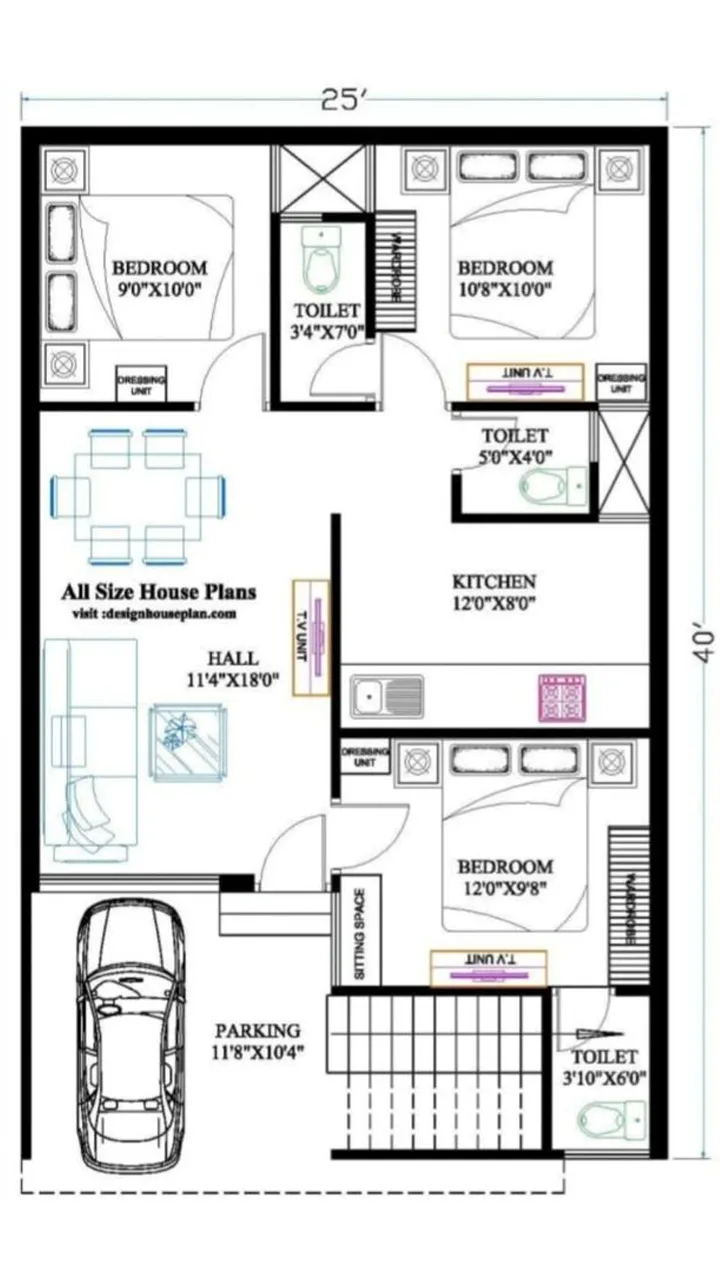 25'
BEDROOM
9'0"X10'0"
TOILET
3'4"X7'0"
WARDROBE
BEDROOM
10'8"X10'0"
DRESSING
UNIT
T.V UNIT
DRESSING
UNIT
TOILET
5'0"X4'0"
All Size House Plans
visit :designhouseplan.com
T.V UNIT
KITCHEN
12'0"X8'0"
40'
HALL
11'4"X18'0"
DRESSING
UNIT
BEDROOM
12'0"X9'8"
WARDROBE
SITTING SPACE
T.V UNIT
PARKING
11'8"X10'4"
TOILET
3'10"X6'0"